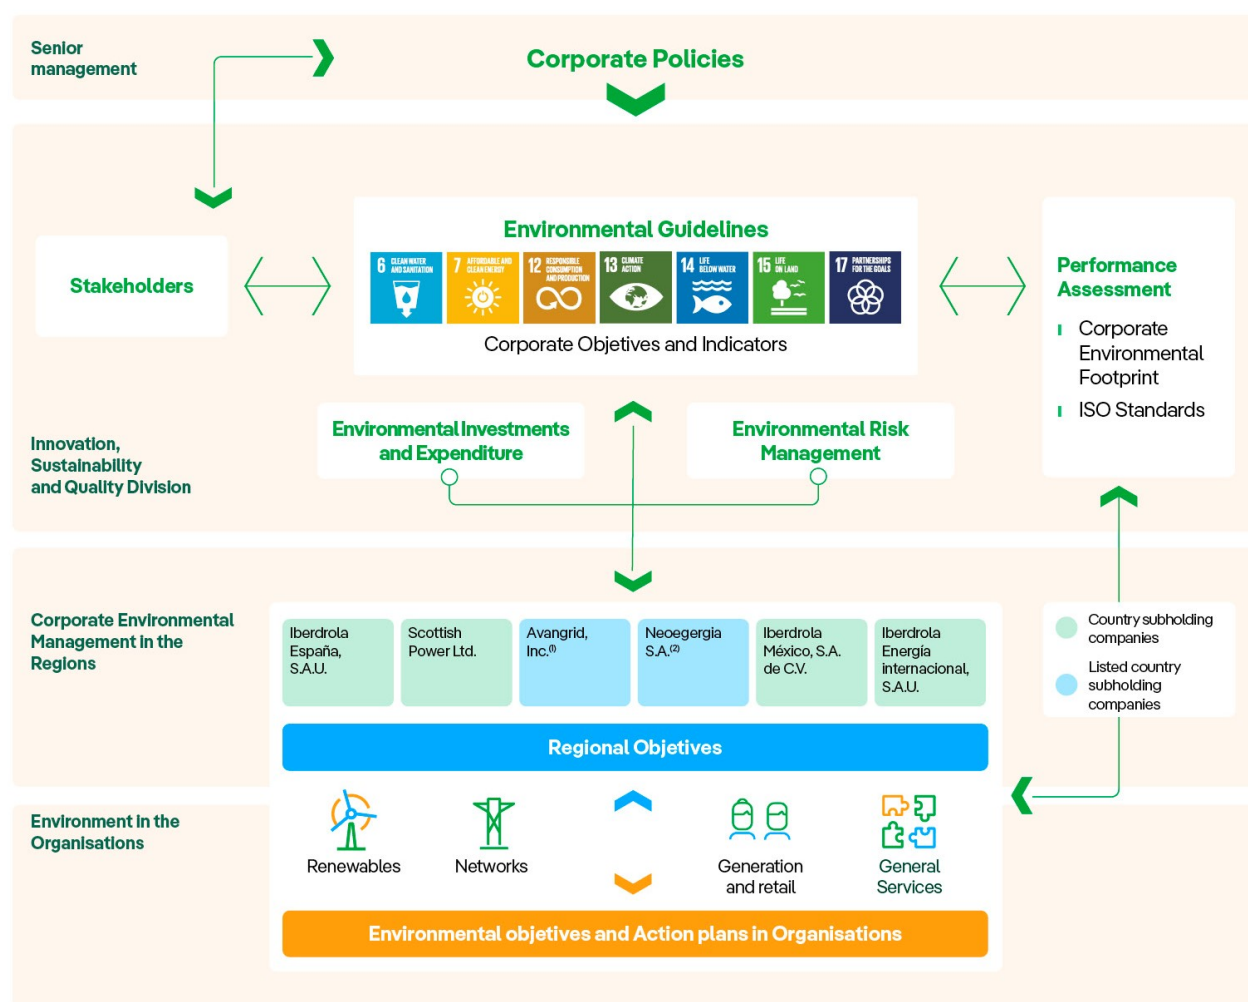 Senior
management
Corporate Policies
Environmental Guidelines
6 CLEAN WATER
AND SANITATION
7 AFFORDABLE AND
CLEAN ENERGY
12 RESPONSIBLE
CONSUMPTION
AND PRODUCTION
13 CLIMATE
ACTION
14 LIFE
BELOW WATER
15 LIFE
ON LAND
17 PARTNERSHIPS
FOR THE GOALS
Corporate Objetives and Indicators
Stakeholders
Performance
Assessment
Corporate
Environmental
Footprint
ISO Standards
Environmental Investments
and Expenditure
Environmental Risk
Management
Innovation,
Sustainability
and Quality Division
Corporate Environmental
Management in the
Regions
Iberdrola
España,
S.A.U.
Scottish
Power Ltd.
Avangrid,
Inc.(1)
Neoegergia
S.A.(2)
Iberdrola
México, S.A.
de C.V.
Iberdrola
Energía
internacional,
S.A.U.
Country subholding
companies
Listed country
subholding
companies
Regional Objetives
Environment in the
Organisations
Renewables
Networks
Generation
and retail
General
Services
Environmental objetives and Action plans in Organisations